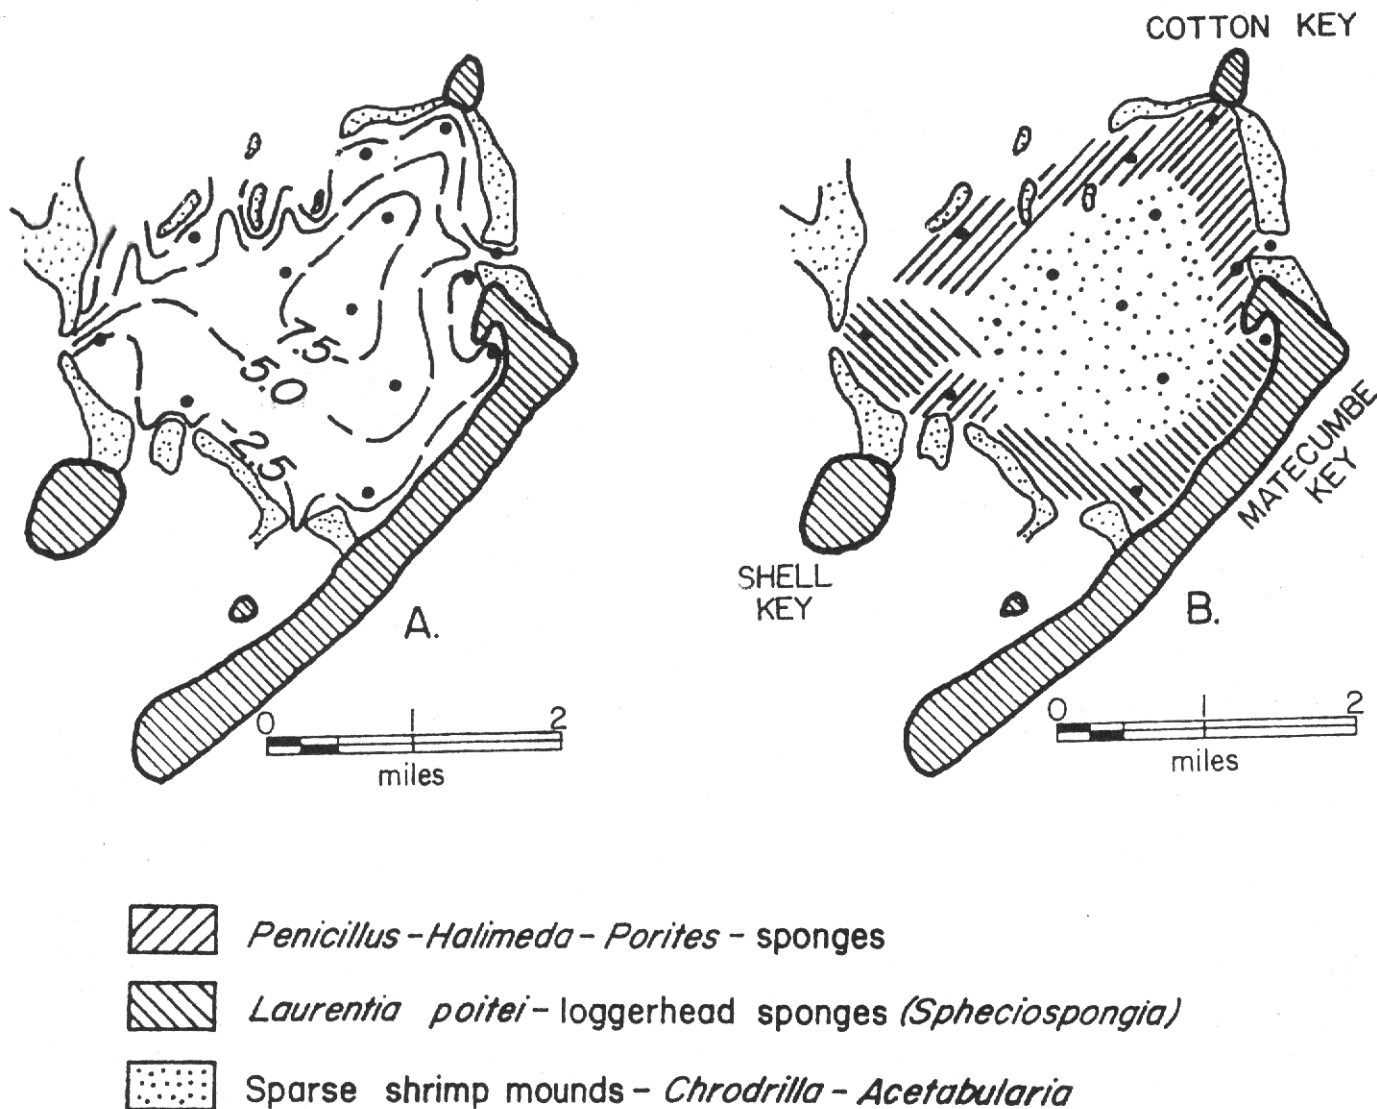 COTTON KEY
7.5
5.0
2.5
MATECUMBE
KEY
SHELL
KEY
A.
B.
0 1 2
miles
0 1 2
miles
Penicillus - Halimeda - Porites - sponges
Laurentia poitei - loggerhead sponges (Spheciospongia)
Sparse shrimp mounds - Chrodrilla - Acetabularia